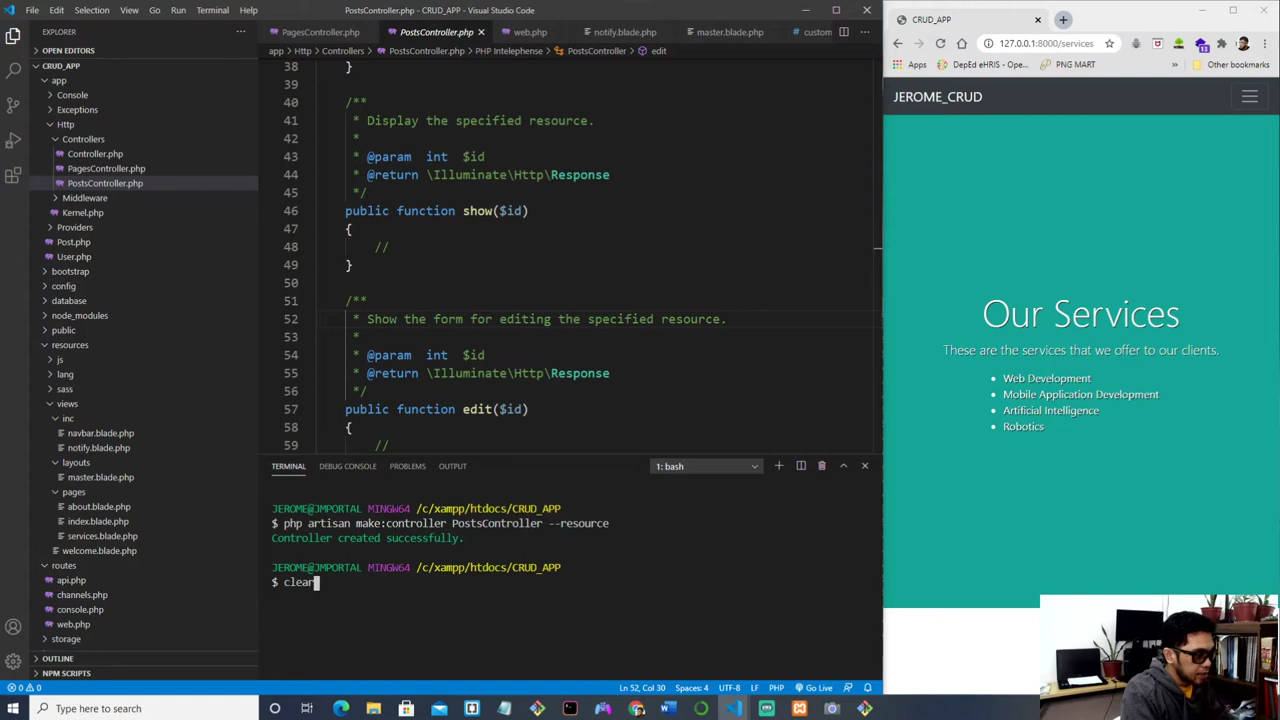 File Edit Selection View Go Run Terminal Help
PostsController.php - CRUD_APP - Visual Studio Code
EXPLORER
OPEN EDITORS
CRUD_APP
app
Console
Exceptions
Http
Controllers
Controller.php
PagesController.php
PostsController.php
Middleware
Kernel.php
Providers
Post.php
User.php
bootstrap
config
database
node_modules
public
resources
js
lang
sass
views
inc
navbar.blade.php
notify.blade.php
layouts
master.blade.php
pages
about.blade.php
index.blade.php
services.blade.php
welcome.blade.php
routes
api.php
channels.php
console.php
web.php
storage
OUTLINE
NPM SCRIPTS
PagesController.php PostsController.php web.php notify.blade.php master.blade.php custom
app > Http > Controllers > PostsController.php > PHP Intelephense > PostsController > edit
38 }
39
40 /**
41 * Display the specified resource.
42 *
43 * @param int $id
44 * @return \Illuminate\Http\Response
45 */
46 public function show($id)
47 {
48 //
49 }
50
51 /**
52 * Show the form for editing the specified resource.
53 *
54 * @param int $id
55 * @return \Illuminate\Http\Response
56 */
57 public function edit($id)
58 {
59 //
TERMINAL DEBUG CONSOLE PROBLEMS OUTPUT
1: bash
JEROME@JMPORTAL MINGW64 /c/xampp/htdocs/CRUD_APP
$ php artisan make:controller PostsController --resource
Controller created successfully.
JEROME@JMPORTAL MINGW64 /c/xampp/htdocs/CRUD_APP
$ clear
0 0
Ln 52, Col 30 Spaces: 4 UTF-8 LF PHP Go Live
CRUD_APP
127.0.0.1:8000/services
Apps DepEd eHRIS - Ope... PNG MART » Other bookmarks
JEROME_CRUD
Our Services
These are the services that we offer to our clients.
Web Development
Mobile Application Development
Artificial Intelligence
Robotics
Type here to search